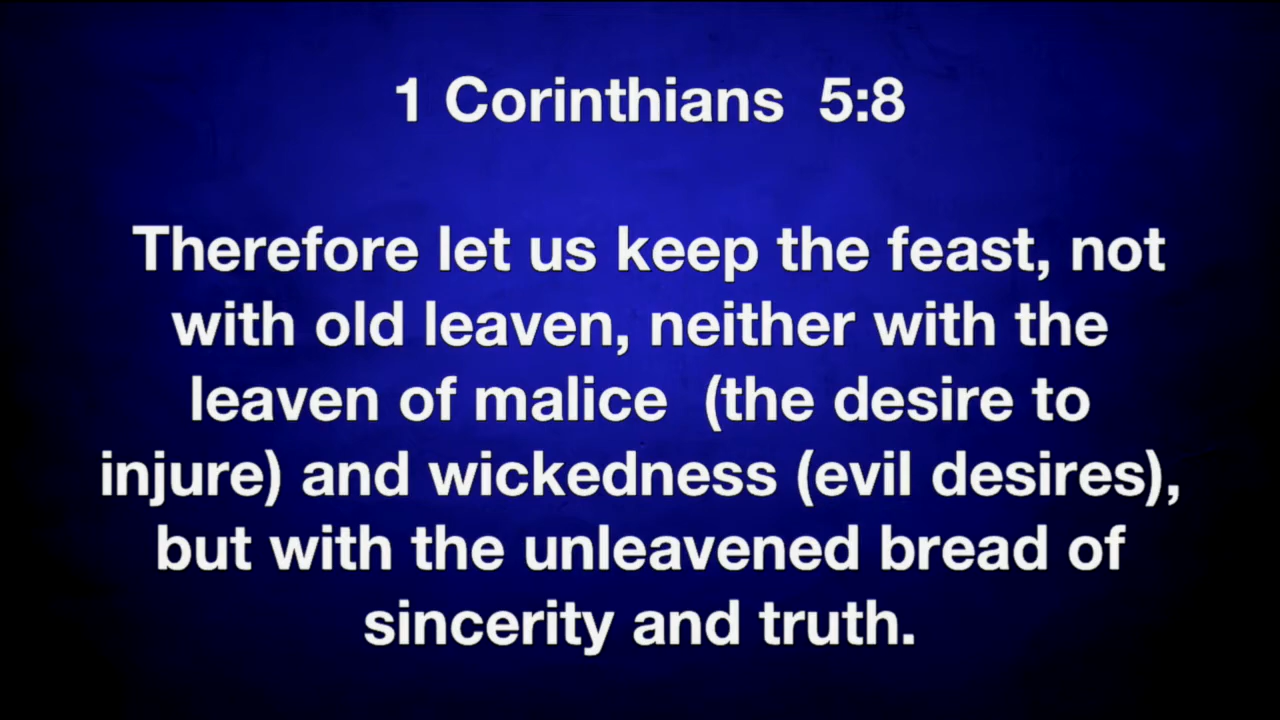 1 Corinthians  5:8
Therefore let us keep the feast, not
with old leaven, neither with the
leaven of malice  (the desire to
injure) and wickedness (evil desires),
but with the unleavened bread of
sincerity and truth.